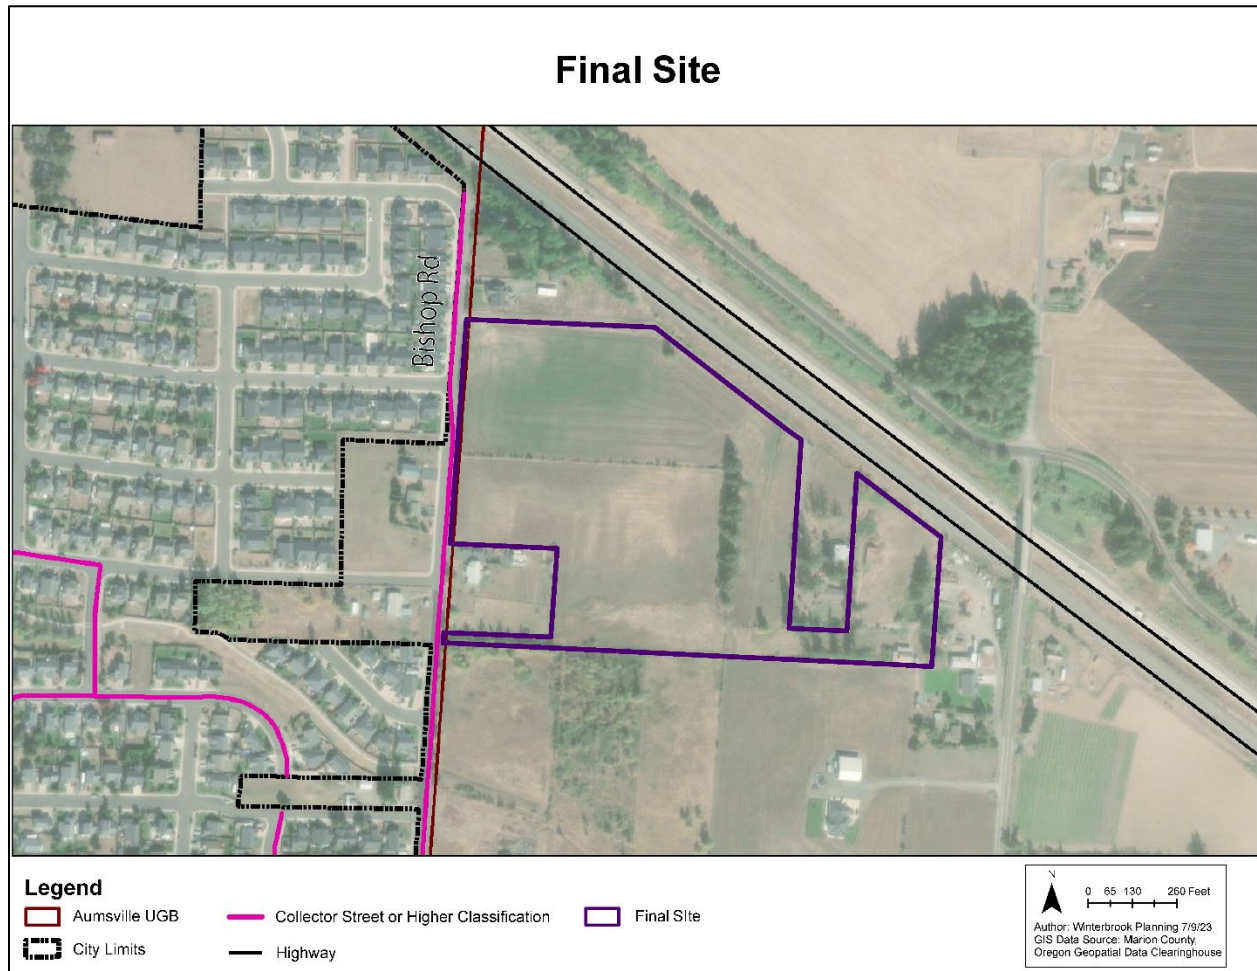 Final Site
Bishop Rd
Legend
Aumsville UGB
Collector Street or Higher Classification
Final SIte
City Limits
Highway
N
0 65 130 260 Feet
Author: Winterbrook Planning 7/9/23
GIS Data Source: Marion County,
Oregon Geopatial Data Clearinghouse